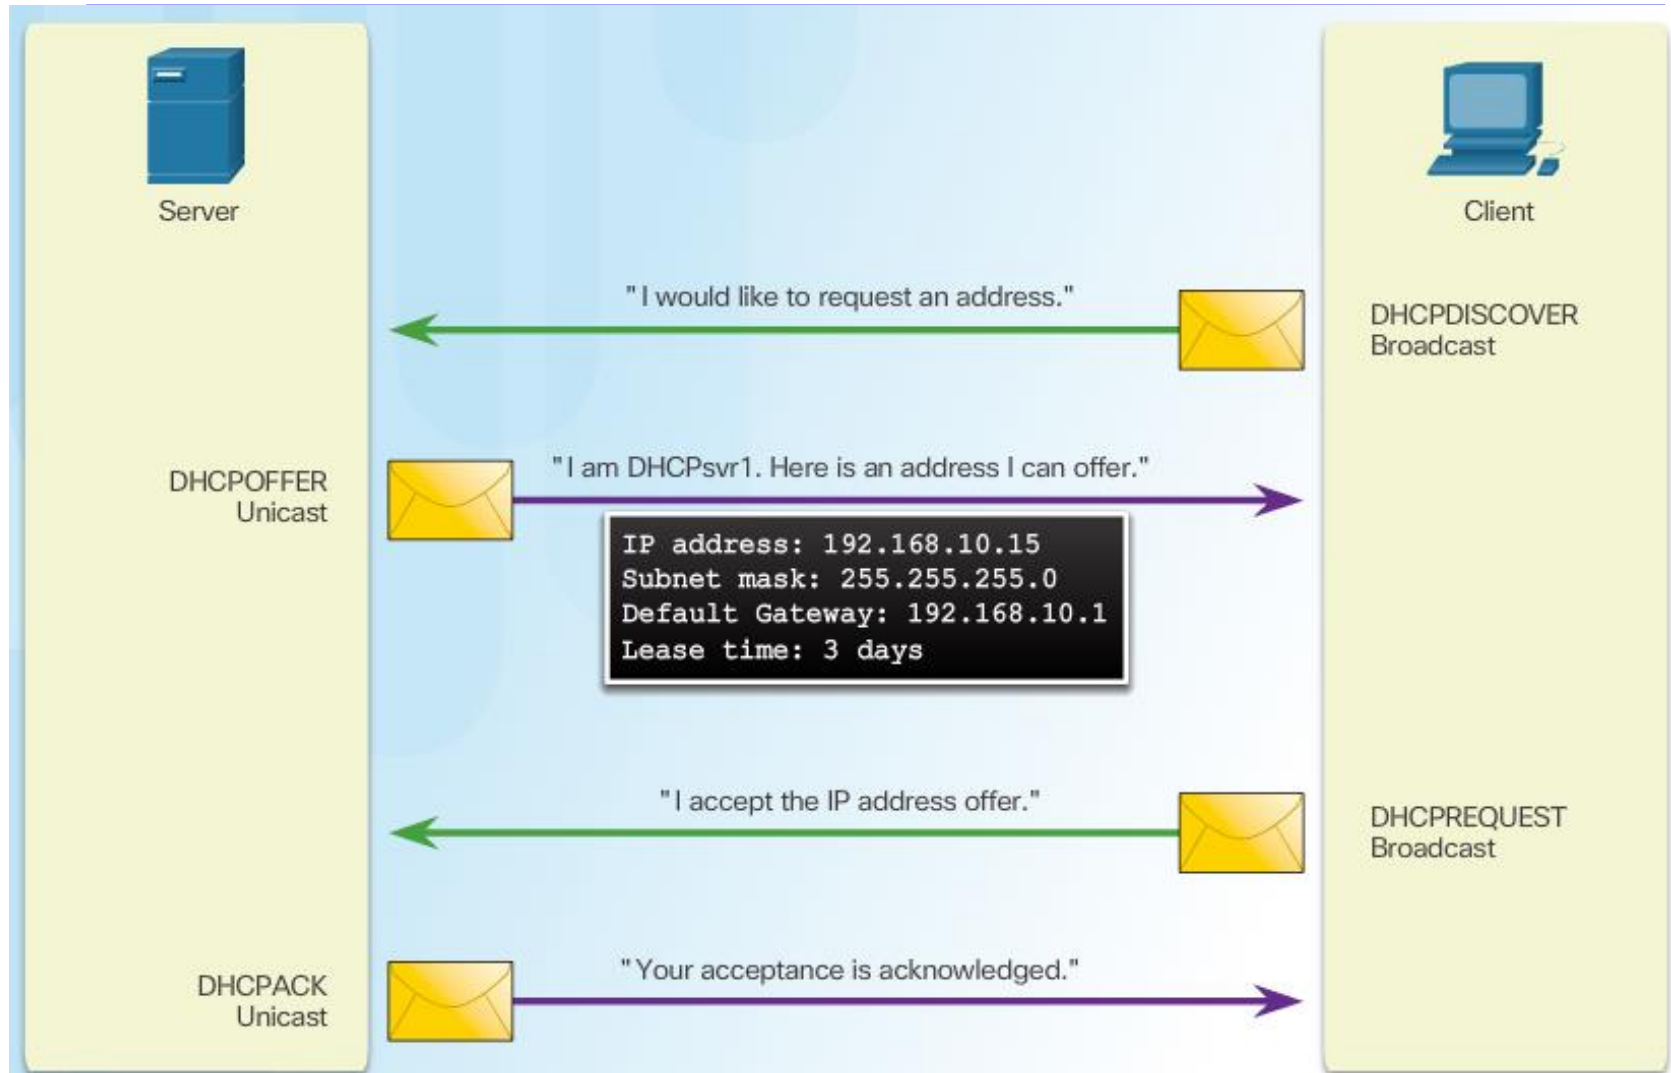 Server
Client
"I would like to request an address."
DHCPDISCOVER
Broadcast
DHCPOFFER
Unicast
"I am DHCPsvr1. Here is an address I can offer."
IP address: 192.168.10.15
Subnet mask: 255.255.255.0
Default Gateway: 192.168.10.1
Lease time: 3 days
"I accept the IP address offer."
DHCPREQUEST
Broadcast
DHCPACK
Unicast
"Your acceptance is acknowledged."